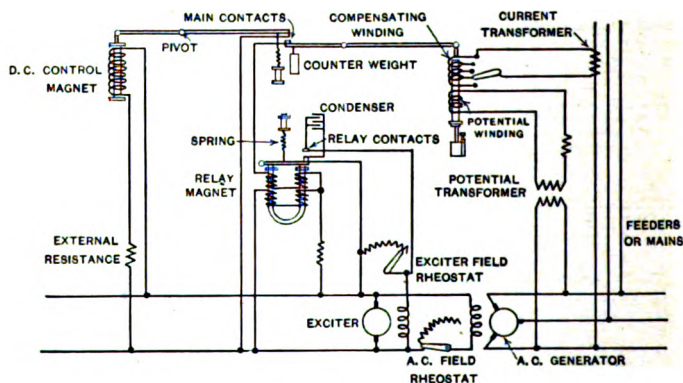 MAIN CONTACTS
COMPENSATING
WINDING
CURRENT
TRANSFORMER
PIVOT
D.C. CONTROL
MAGNET
COUNTER WEIGHT
CONDENSER
SPRING
RELAY CONTACTS
POTENTIAL
WINDING
RELAY
MAGNET
POTENTIAL
TRANSFORMER
EXTERNAL
RESISTANCE
EXCITER FIELD
RHEOSTAT
FEEDERS
OR MAINS
EXCITER
A.C. FIELD
RHEOSTAT
A.C. GENERATOR